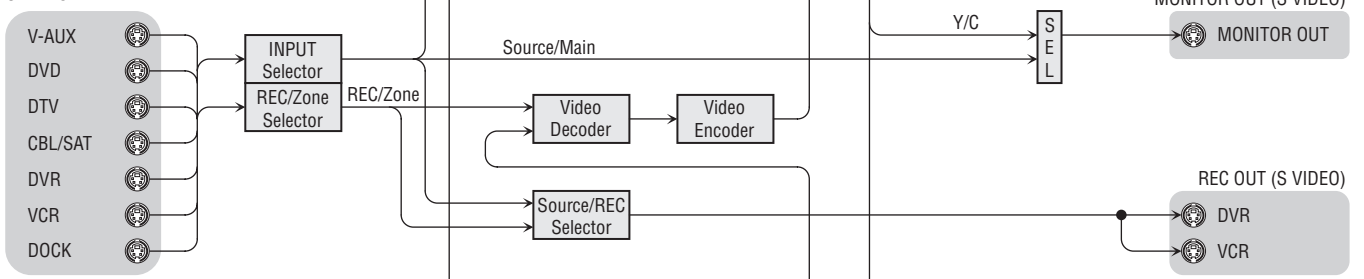 MONITOR OUT (S VIDEO)
V-AUX
DVD
DTV
CBL/SAT
DVR
VCR
DOCK
INPUT
Selector
REC/Zone
Selector
Source/Main
REC/Zone
Video
Decoder
Video
Encoder
Source/REC
Selector
Y/C
S
E
L
MONITOR OUT
REC OUT (S VIDEO)
DVR
VCR